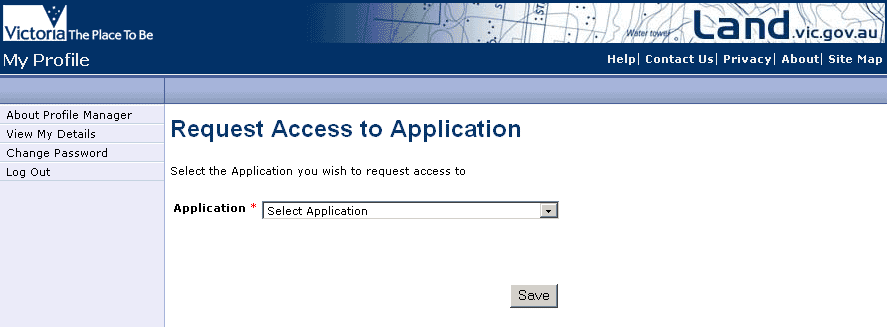 Victoria The Place To Be
Water tower
Land.vic.gov.au
My Profile
Help| Contact Us| Privacy| About| Site Map
About Profile Manager
View My Details
Change Password
Log Out
Request Access to Application
Select the Application you wish to request access to
Application * Select Application
Save